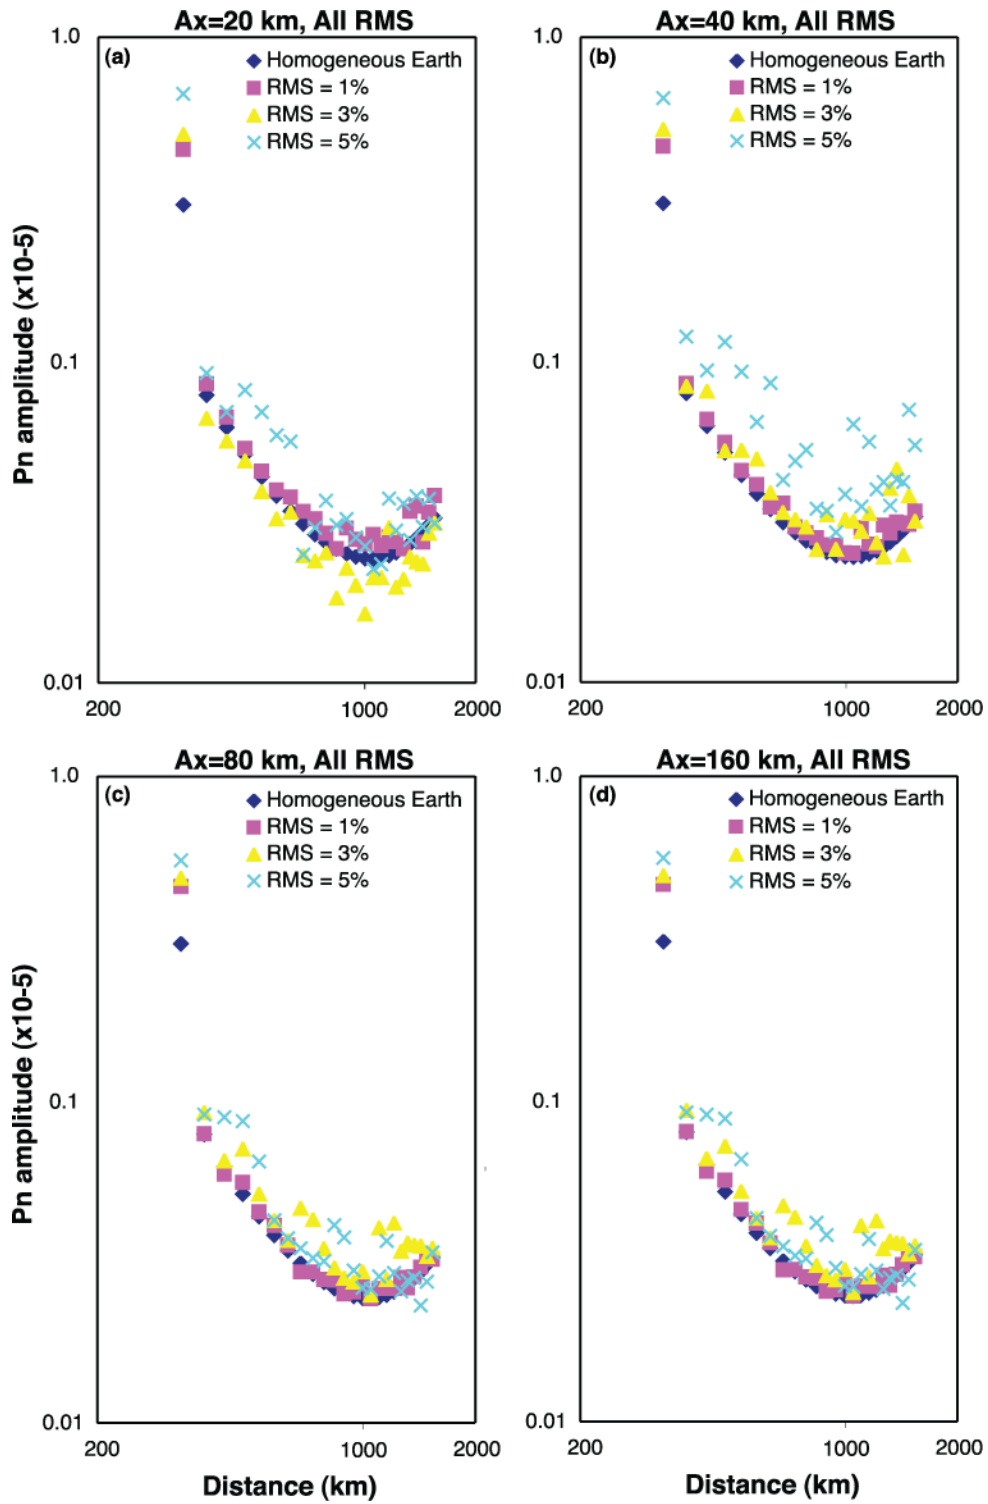 Ax=20 km, All RMS
1.0
(a)
Homogeneous Earth
RMS = 1%
RMS = 3%
RMS = 5%
Pn amplitude (x10-5)
0.1
0.01
200
1000
2000
Ax=40 km, All RMS
1.0
(b)
Homogeneous Earth
RMS = 1%
RMS = 3%
RMS = 5%
0.1
0.01
200
1000
2000
Ax=80 km, All RMS
1.0
(c)
Homogeneous Earth
RMS = 1%
RMS = 3%
RMS = 5%
Pn amplitude (x10-5)
0.1
0.01
200
1000
2000
Distance (km)
Ax=160 km, All RMS
1.0
(d)
Homogeneous Earth
RMS = 1%
RMS = 3%
RMS = 5%
0.1
0.01
200
1000
2000
Distance (km)